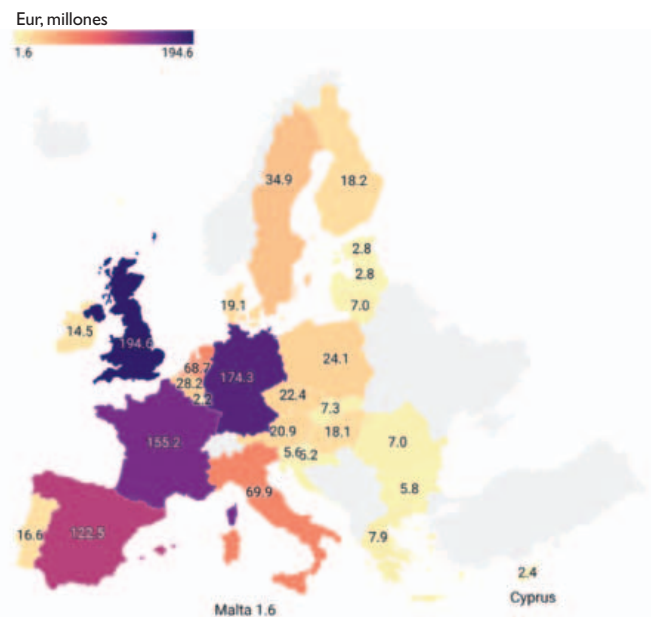 Eur, millones
1.6 194.6
34.9 18.2
2.8
2.8
19.1 7.0
14.5 194.6
68.7 174.3 24.1
28.2
2.2 22.4
7.3
155.2 20.9 18.1 7.0
5.6 6.2
69.9 5.8
16.6 122.5 7.9
2.4
Cyprus
Malta 1.6